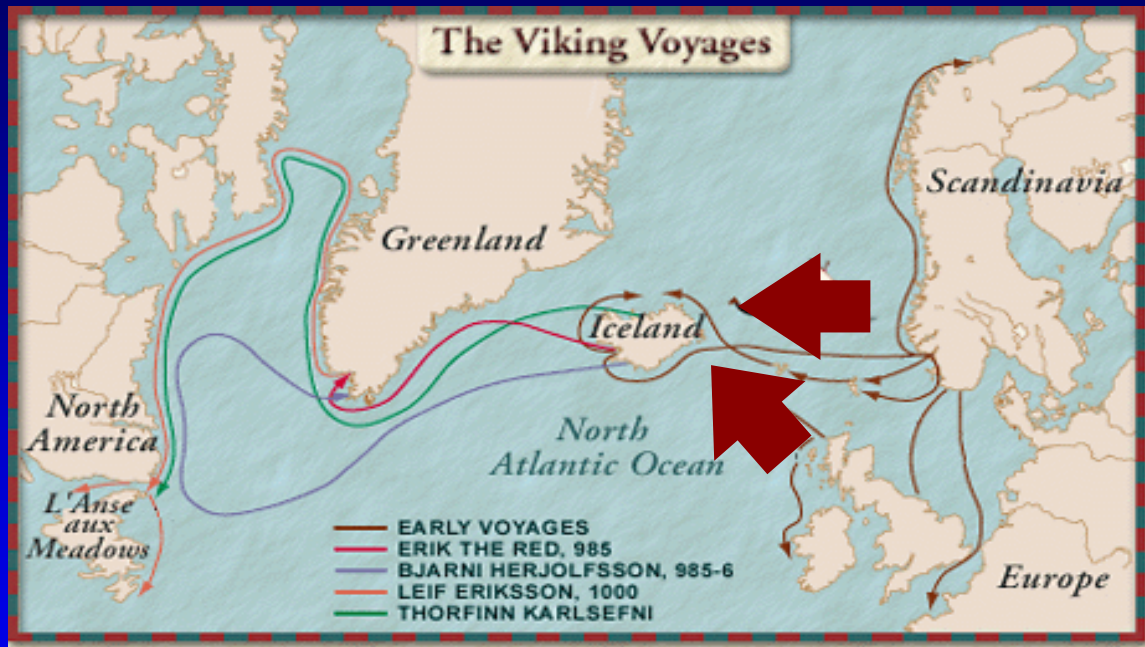 The Viking Voyages
Scandinavia
Greenland
Iceland
North
America
North
Atlantic Ocean
L'Anse
aux
Meadows
Europe
EARLY VOYAGES
ERIK THE RED, 985
BJARNI HERJOLFSSON, 985-6
LEIF ERIKSSON, 1000
THORFINN KARLSEFNI